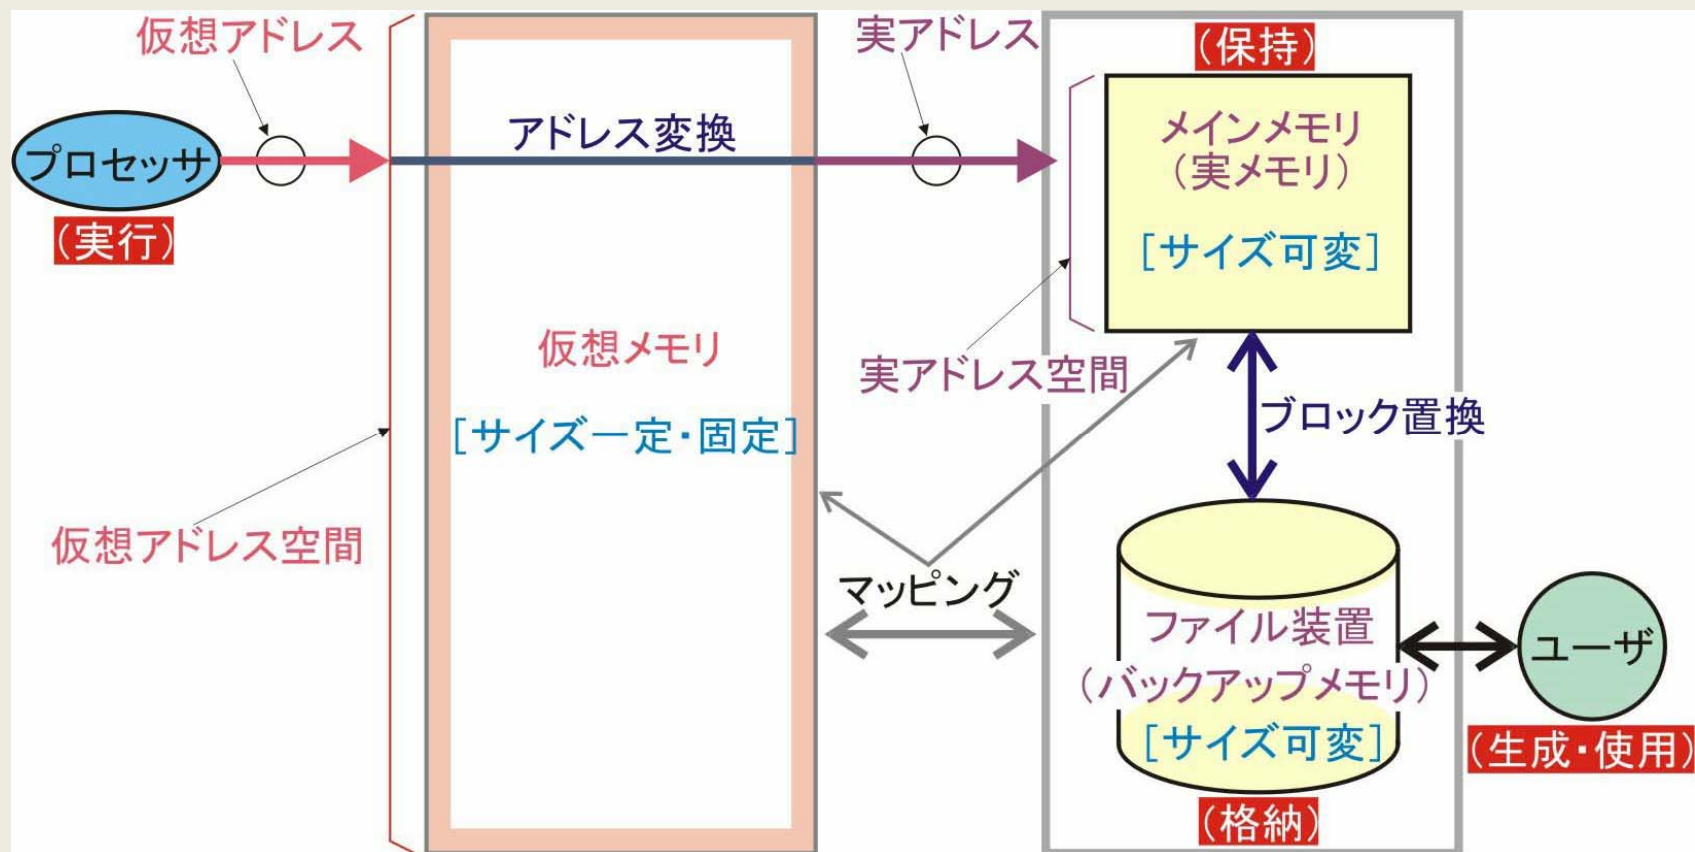 仮想アドレス
実アドレス
(保持)
プロセッサ
(実行)
アドレス変換
メインメモリ
(実メモリ)
[サイズ可変]
仮想メモリ
[サイズ一定・固定]
実アドレス空間
ブロック置換
仮想アドレス空間
マッピング
ファイル装置
(バックアップメモリ)
[サイズ可変]
(格納)
ユーザ
(生成・使用)